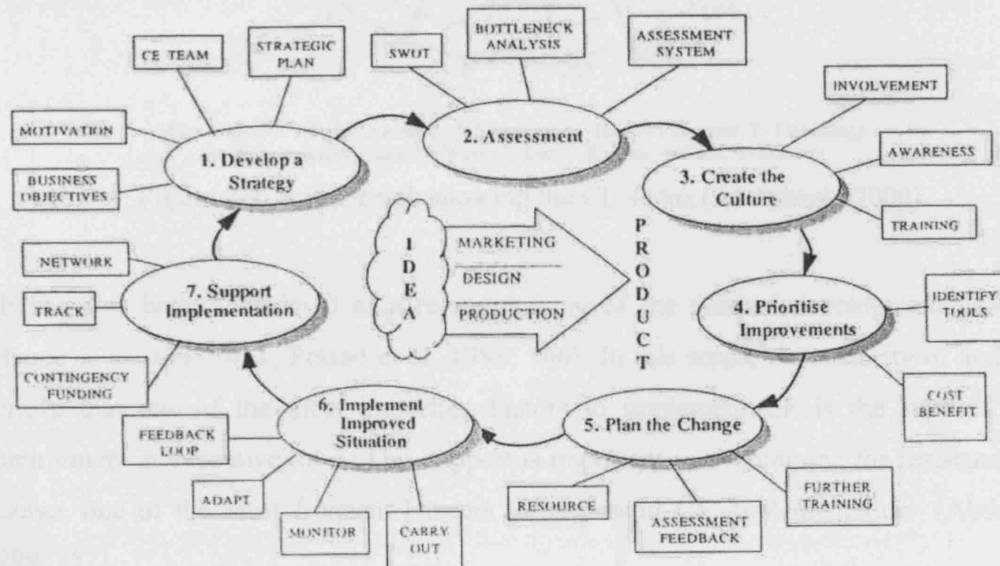 CE TEAM
STRATEGIC
PLAN
SWOT
BOTTLENECK
ANALYSIS
ASSESSMENT
SYSTEM
INVOLVEMENT
MOTIVATION
1. Develop a
Strategy
2. Assessment
AWARENESS
3. Create the
Culture
BUSINESS
OBJECTIVES
TRAINING
IDEA
MARKETING
DESIGN
PRODUCTION
PRODUCT
NETWORK
7. Support
Implementation
TRACK
4. Prioritise
Improvements
IDENTIFY
TOOLS
CONTINGENCY
FUNDING
COST
BENEFIT
Implement
Improved
Situation
5. Plan the Change
FEEDBACK
LOOP
ADAPT
MONITOR
CARRY
OUT
RESOURCE
ASSESSMENT
FEEDBACK
FURTHER
TRAINING